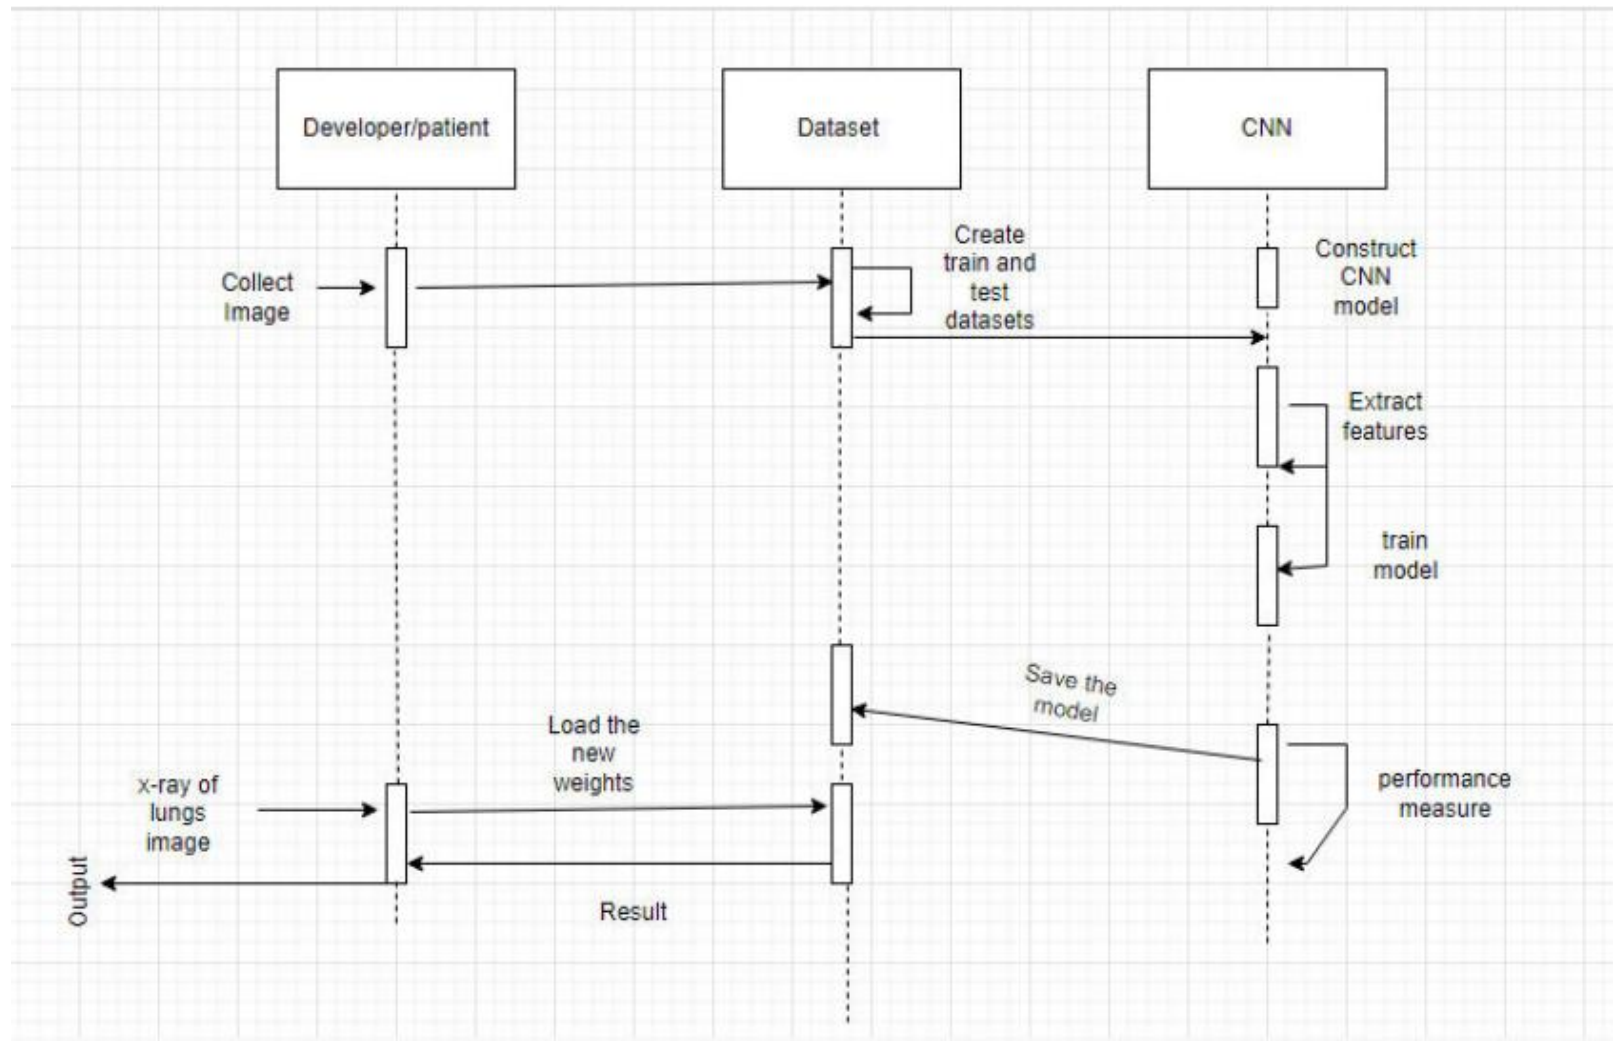 Developer/patient
Dataset
CNN
Collect
Image
Create
train and
test
datasets
Construct
CNN
model
Extract
features
train
model
Save the
model
Load the
new
weights
x-ray of
lungs
image
performance
measure
Output
Result